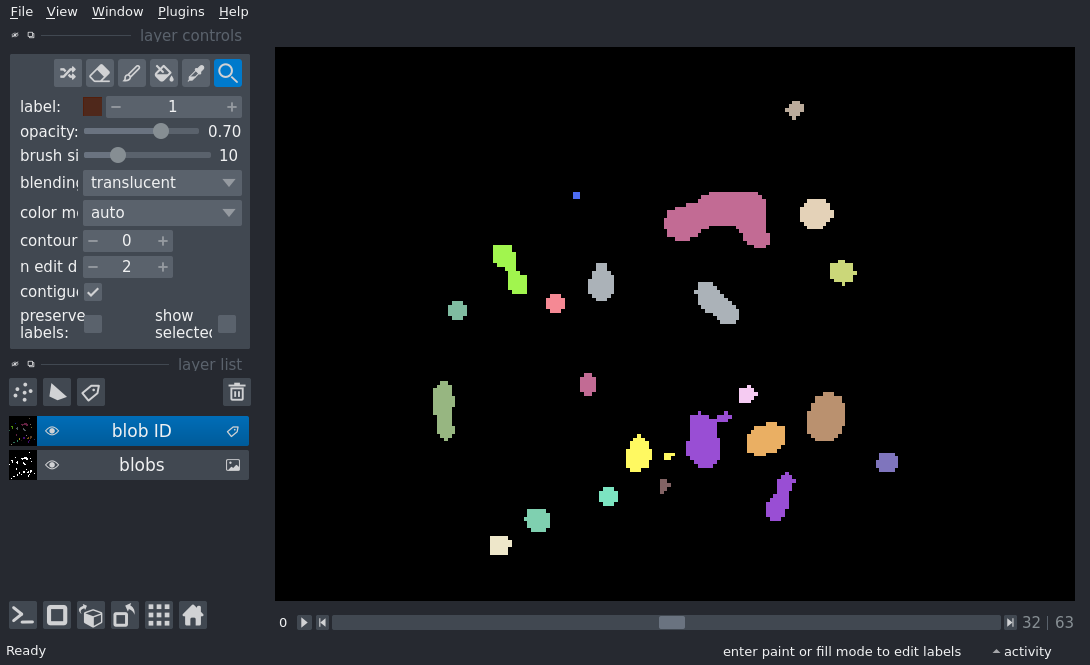 File View Window Plugins Help
layer controls
label: 1
opacity: 0.70
brush si 10
blending translucent
color m auto
contour 0
n edit d 2
contigu
preserve labels:
show selected
layer list
blob ID
blobs
0 32 | 63
Ready enter paint or fill mode to edit labels activity